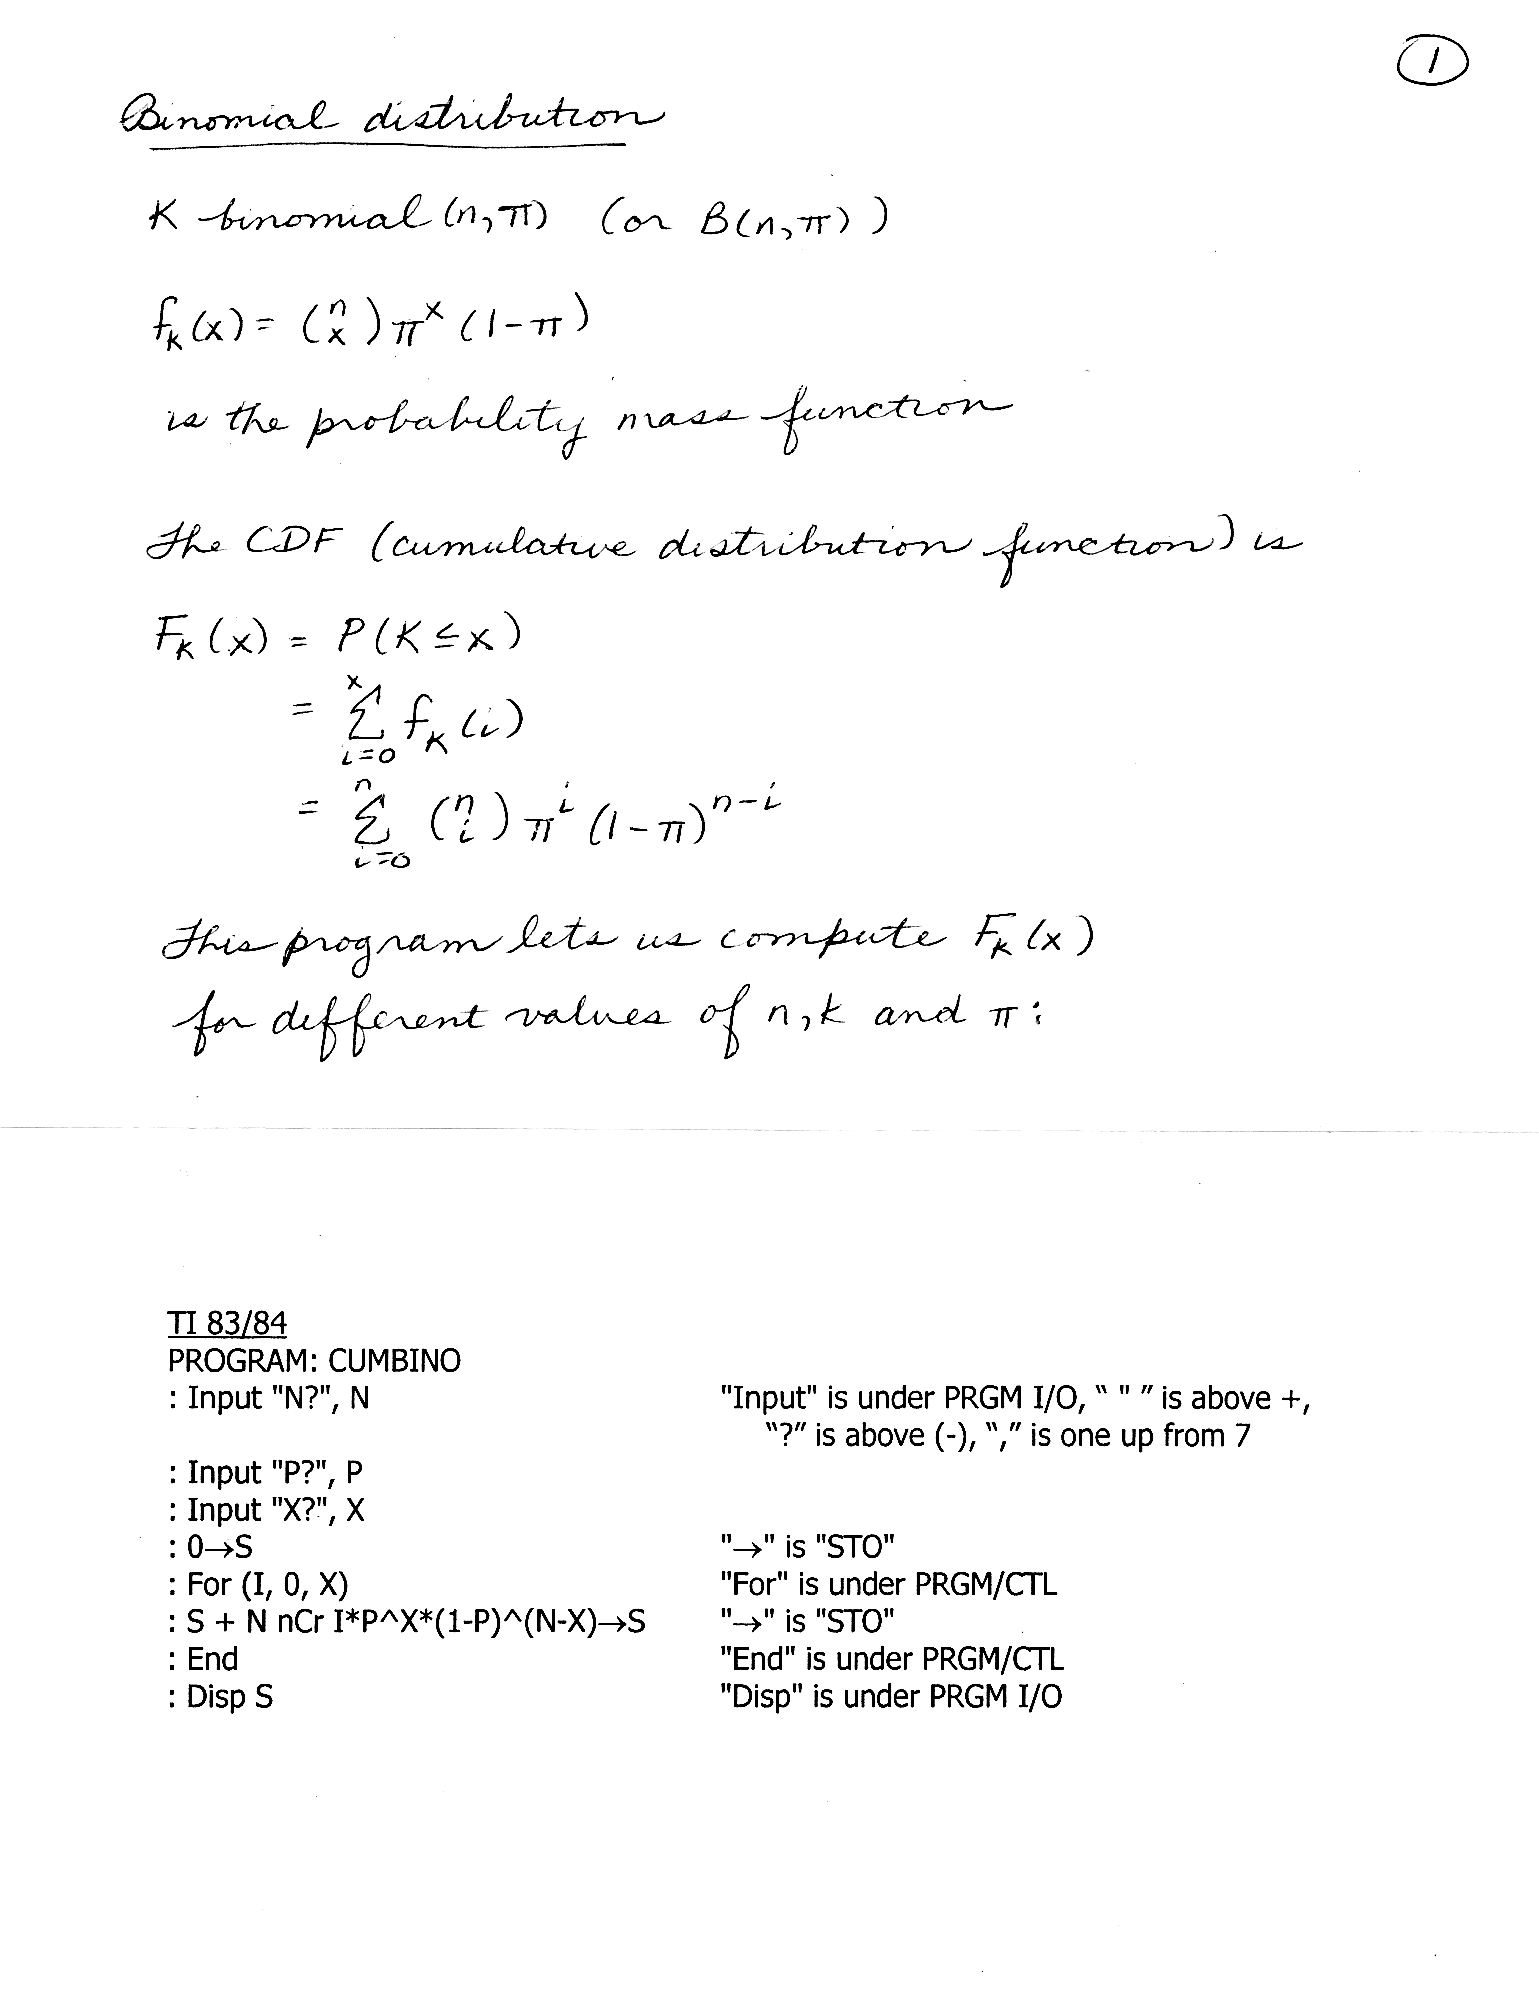 1
Binomial distribution
K binomial (n, π) (or B(n, π))
f_K(x) = (n x) π^x (1-π)
is the probability mass function
The CDF (cumulative distribution function) is
F_K(x) = P(K ≤ x)
= Σ_{i=0}^{x} f_K(i)
= Σ_{i=0}^{n} (n i) π^i (1-π)^{n-i}
This program lets us compute F_K(x)
for different values of n, k and π:
TI 83/84
PROGRAM: CUMBINO
: Input "N?", N "Input" is under PRGM I/O, “ " ” is above +,
“?” is above (-), “,” is one up from 7
: Input "P?", P
: Input "X?", X
: 0→S "→" is "STO"
: For (I, 0, X) "For" is under PRGM/CTL
: S + N nCr I*P^X*(1-P)^(N-X)→S "→" is "STO"
: End "End" is under PRGM/CTL
: Disp S "Disp" is under PRGM I/O